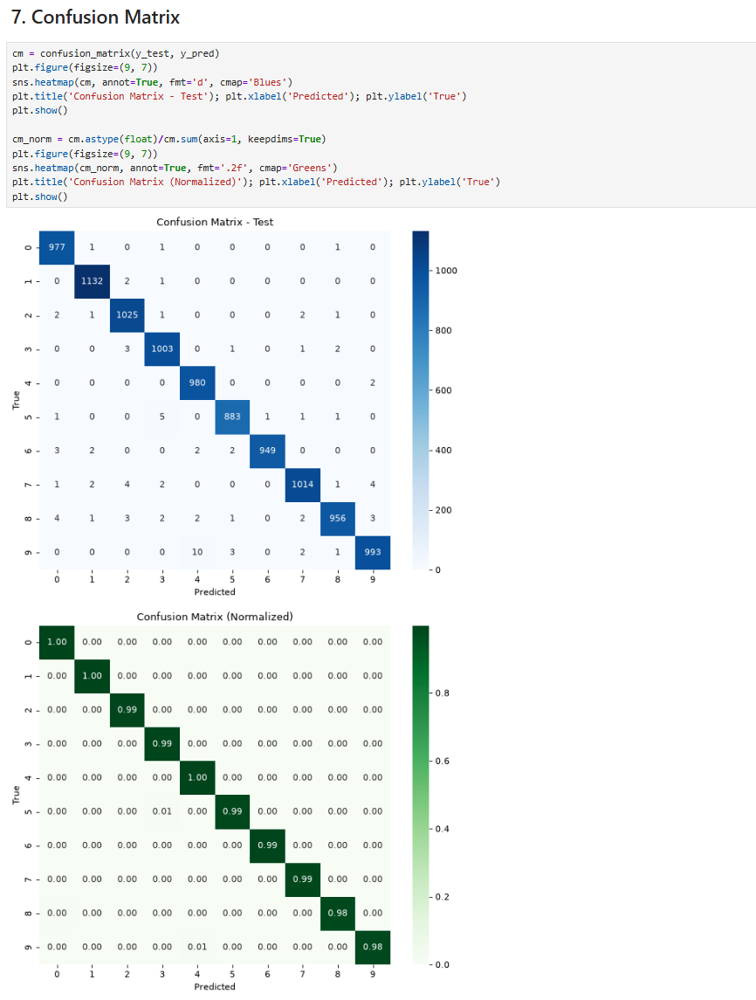 7. Confusion Matrix
cm = confusion_matrix(y_test, y_pred)
plt.figure(figsize=(9, 7))
sns.heatmap(cm, annot=True, fmt='d', cmap='Blues')
plt.title('Confusion Matrix - Test'); plt.xlabel('Predicted'); plt.ylabel('True')
plt.show()
cm_norm = cm.astype(float)/cm.sum(axis=1, keepdims=True)
plt.figure(figsize=(9, 7))
sns.heatmap(cm_norm, annot=True, fmt='.2f', cmap='Greens')
plt.title('Confusion Matrix (Normalized)'); plt.xlabel('Predicted'); plt.ylabel('True')
plt.show()
Confusion Matrix - Test
0 977 1 0 1 0 0 0 0 1 0
1 0 1132 2 1 0 0 0 0 0 0
2 2 1 1025 1 0 0 0 2 1 0
3 0 0 3 1003 0 1 0 1 2 0
4 0 0 0 0 980 0 0 0 0 2
5 1 0 0 5 0 883 1 1 1 0
6 3 2 0 0 2 2 949 0 0 0
7 1 2 4 2 0 0 0 1014 1 4
8 4 1 3 2 2 1 0 2 956 3
9 0 0 0 0 10 3 0 2 1 993
0 1 2 3 4 5 6 7 8 9
Predicted
True
1000
800
600
400
200
0
Confusion Matrix (Normalized)
0 1.00 0.00 0.00 0.00 0.00 0.00 0.00 0.00 0.00 0.00
1 0.00 1.00 0.00 0.00 0.00 0.00 0.00 0.00 0.00 0.00
2 0.00 0.00 0.99 0.00 0.00 0.00 0.00 0.00 0.00 0.00
3 0.00 0.00 0.00 0.99 0.00 0.00 0.00 0.00 0.00 0.00
4 0.00 0.00 0.00 0.00 1.00 0.00 0.00 0.00 0.00 0.00
5 0.00 0.00 0.00 0.01 0.00 0.99 0.00 0.00 0.00 0.00
6 0.00 0.00 0.00 0.00 0.00 0.00 0.99 0.00 0.00 0.00
7 0.00 0.00 0.00 0.00 0.00 0.00 0.00 0.99 0.00 0.00
8 0.00 0.00 0.00 0.00 0.00 0.00 0.00 0.00 0.98 0.00
9 0.00 0.00 0.00 0.00 0.01 0.00 0.00 0.00 0.00 0.98
0 1 2 3 4 5 6 7 8 9
Predicted
True
0.8
0.6
0.4
0.2
0.0